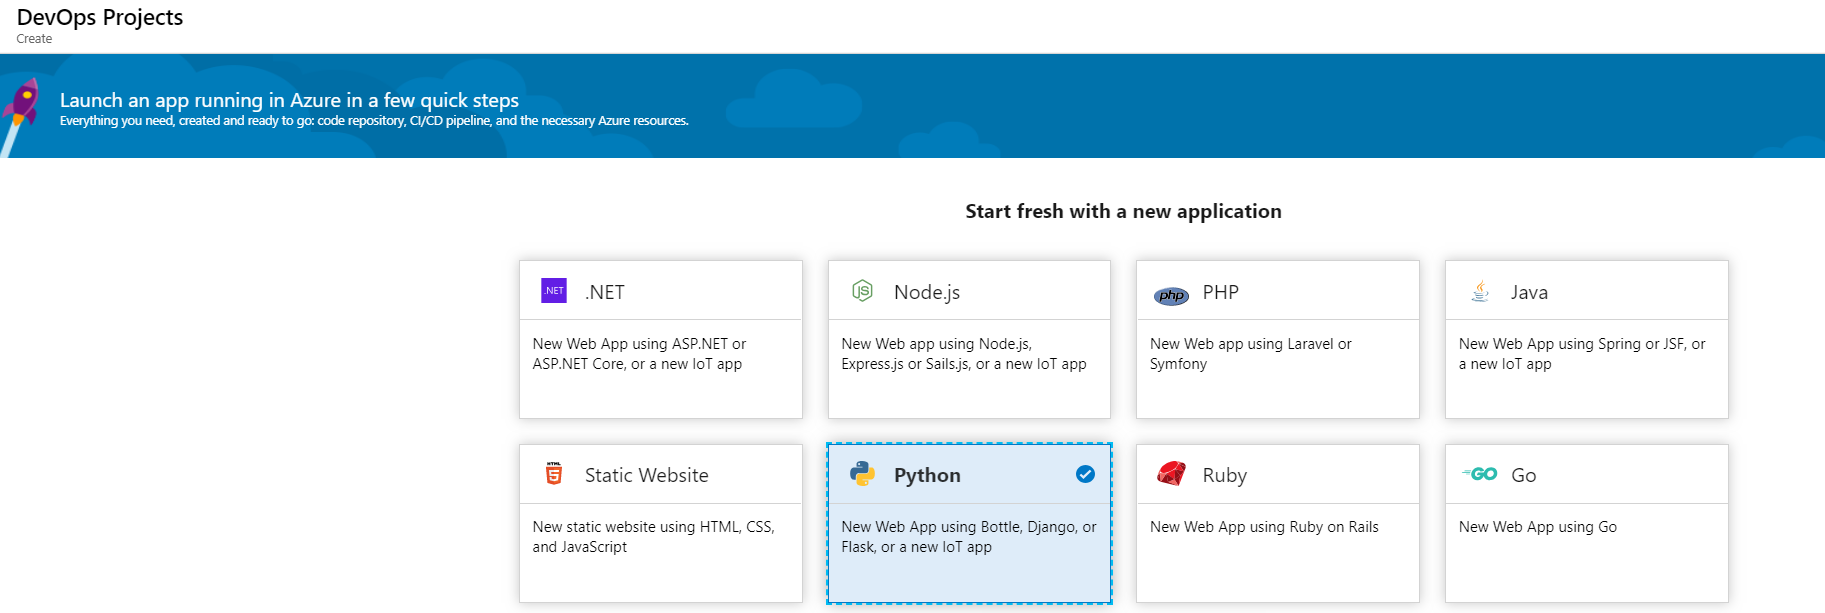 DevOps Projects
Create
Launch an app running in Azure in a few quick steps
Everything you need, created and ready to go: code repository, CI/CD pipeline, and the necessary Azure resources.
Start fresh with a new application
.NET .NET
New Web App using ASP.NET or
ASP.NET Core, or a new IoT app
JS Node.js
New Web app using Node.js,
Express.js or Sails.js, or a new IoT app
php PHP
New Web app using Laravel or
Symfony
Java
New Web App using Spring or JSF, or
a new IoT app
HTML 5 Static Website
New static website using HTML, CSS,
and JavaScript
Python
New Web App using Bottle, Django, or
Flask, or a new IoT app
Ruby
New Web App using Ruby on Rails
GO Go
New Web App using Go